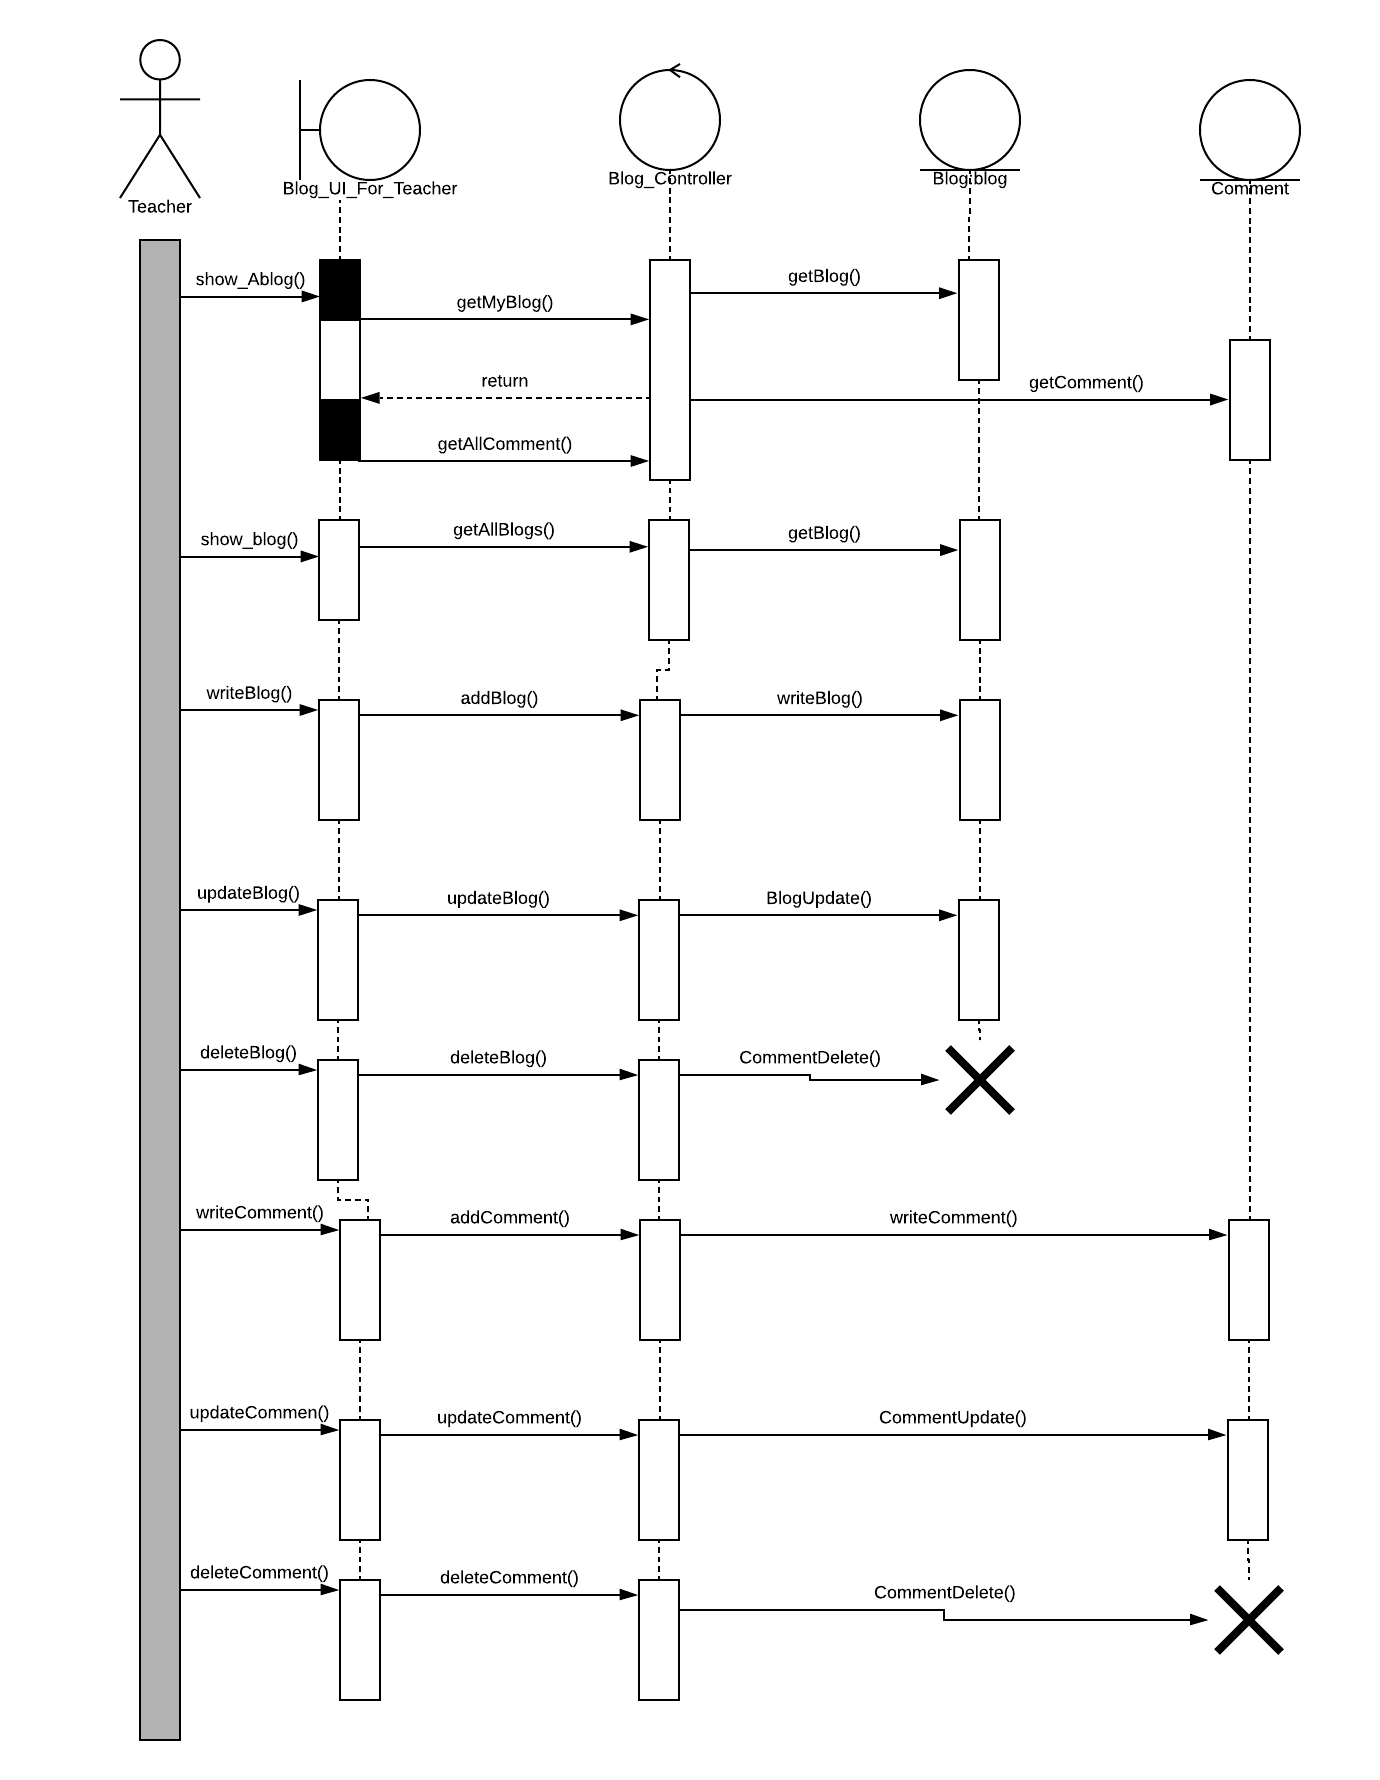 Teacher
Blog_UI_For_Teacher
Blog_Controller
Blog:blog
Comment
show_Ablog()
getMyBlog()
getBlog()
return
getComment()
getAllComment()
show_blog()
getAllBlogs()
getBlog()
writeBlog()
addBlog()
writeBlog()
updateBlog()
updateBlog()
BlogUpdate()
deleteBlog()
deleteBlog()
CommentDelete()
writeComment()
addComment()
writeComment()
updateCommen()
updateComment()
CommentUpdate()
deleteComment()
deleteComment()
CommentDelete()